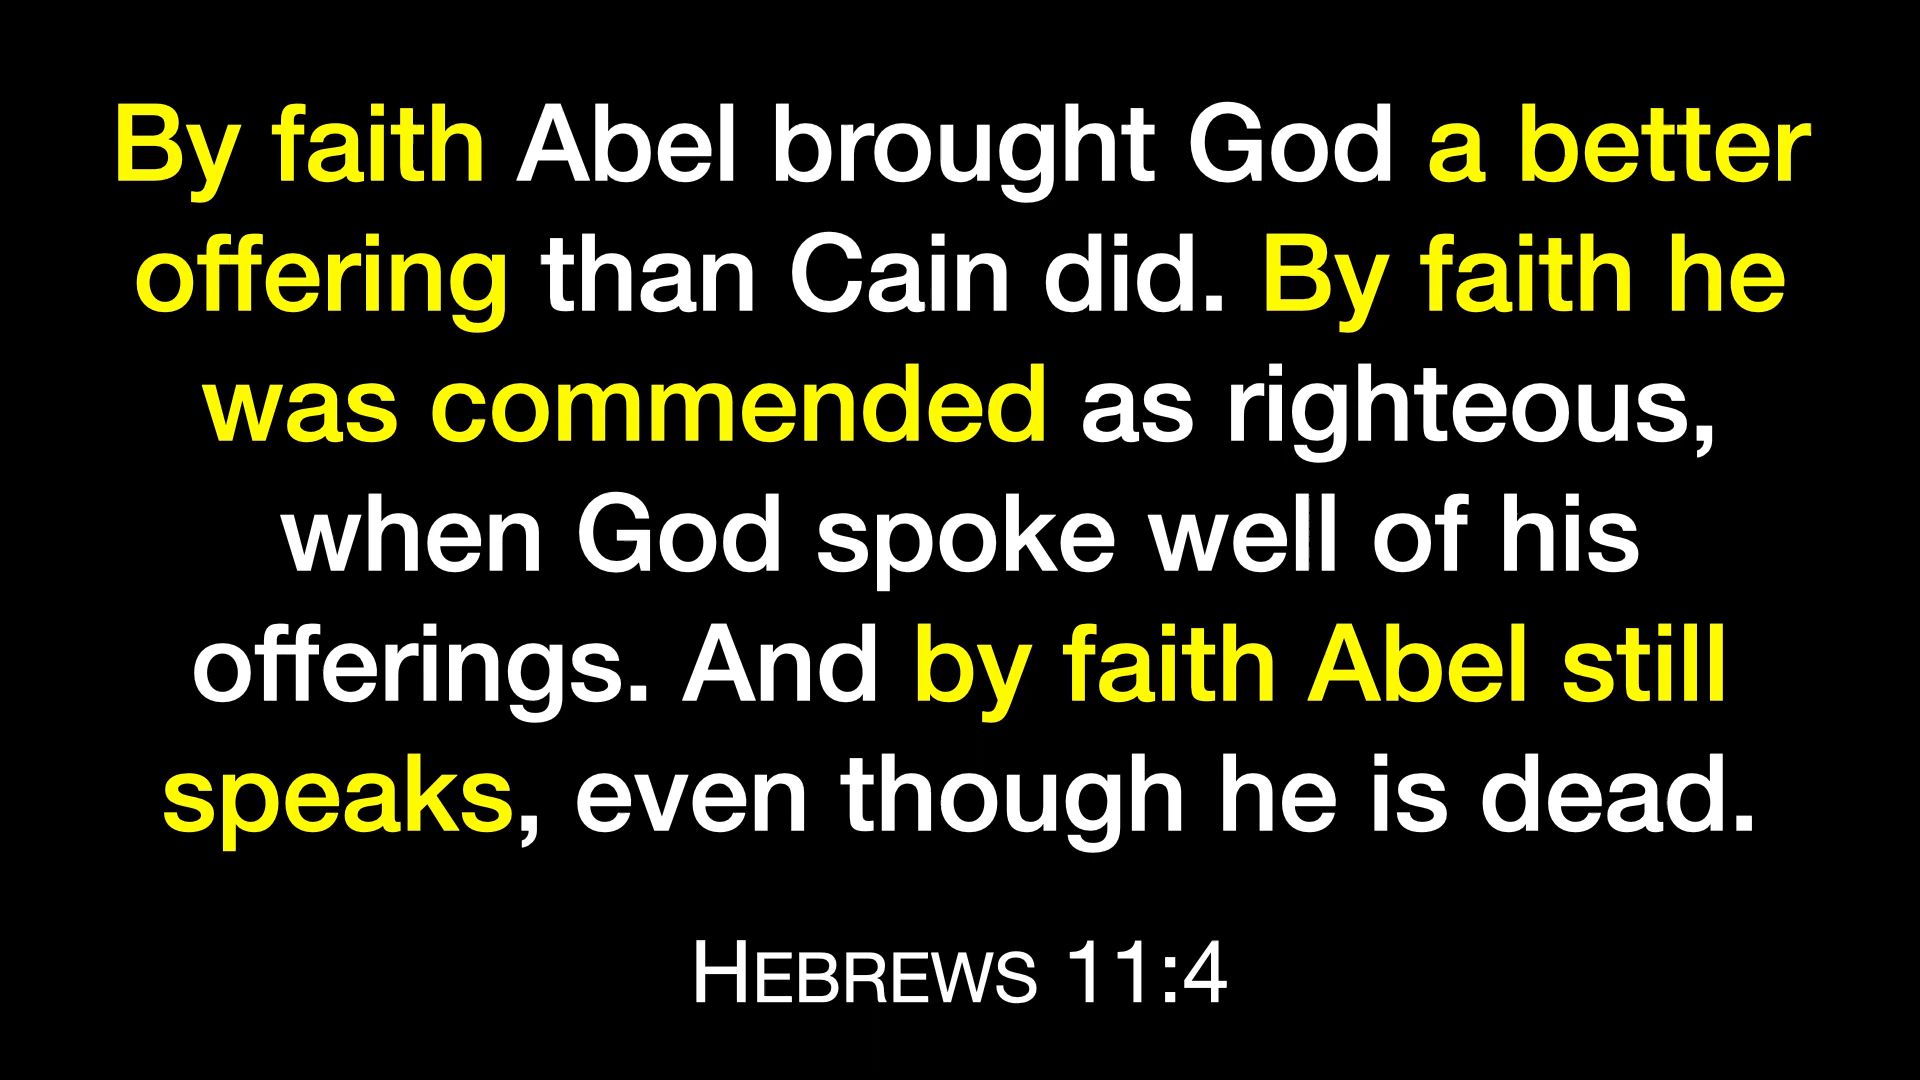 By faith Abel brought God a better
offering than Cain did. By faith he
was commended as righteous,
when God spoke well of his
offerings. And by faith Abel still
speaks, even though he is dead.
HEBREWS 11:4